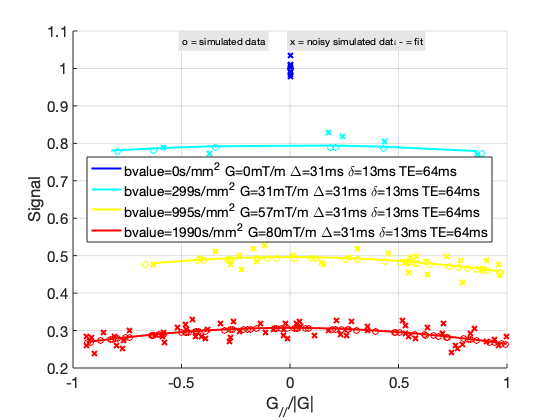 o = simulated data x = noisy simulated data - = fit
1.1
1
0.9
0.8
0.7
0.6
0.5
0.4
0.3
0.2
Signal
bvalue=0s/mm² G=0mT/m Δ=31ms δ=13ms TE=64ms
bvalue=299s/mm² G=31mT/m Δ=31ms δ=13ms TE=64ms
bvalue=995s/mm² G=57mT/m Δ=31ms δ=13ms TE=64ms
bvalue=1990s/mm² G=80mT/m Δ=31ms δ=13ms TE=64ms
-1 -0.5 0 0.5 1
G//​/|G|